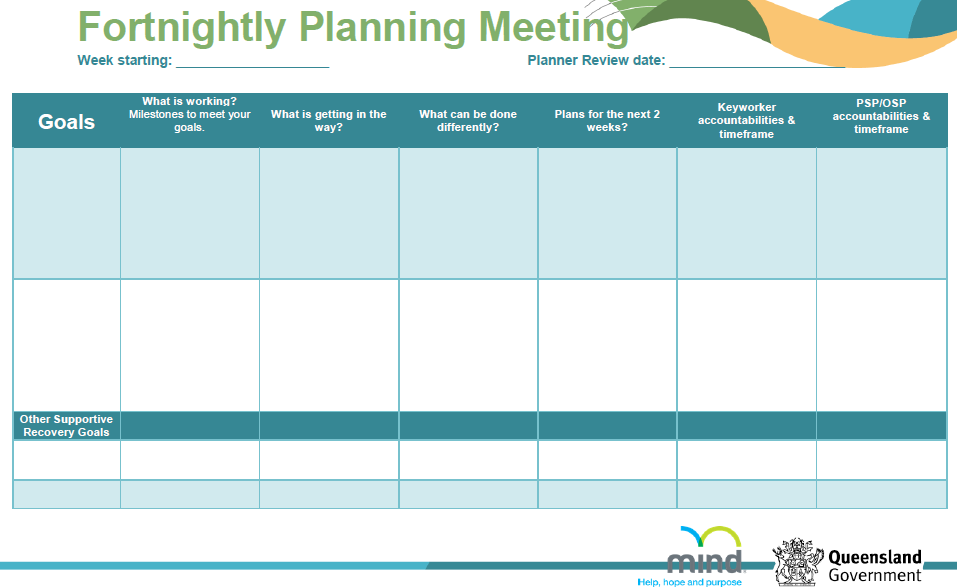 Fortnightly Planning Meeting
Week starting: ____________________
Planner Review date: _______________________
Goals
What is working?
Milestones to meet your
goals.
What is getting in the
way?
What can be done
differently?
Plans for the next 2
weeks?
Keyworker
accountabilities &
timeframe
PSP/OSP
accountabilities &
timeframe
Other Supportive
Recovery Goals
mind
Help, hope and purpose
Queensland
Government